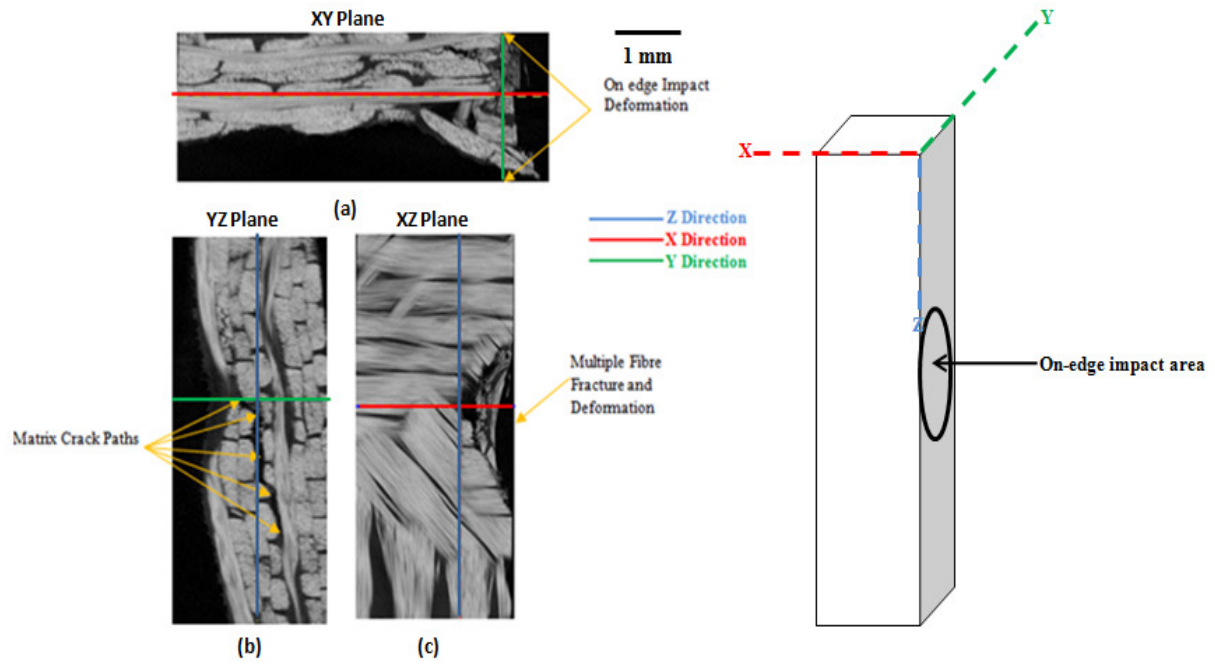 XY Plane
1 mm
On edge Impact
Deformation
(a)
YZ Plane
XZ Plane
Z Direction
X Direction
Y Direction
Multiple Fibre
Fracture and
Deformation
Matrix Crack Paths
(b)
(c)
Y
X
Z
On-edge impact area